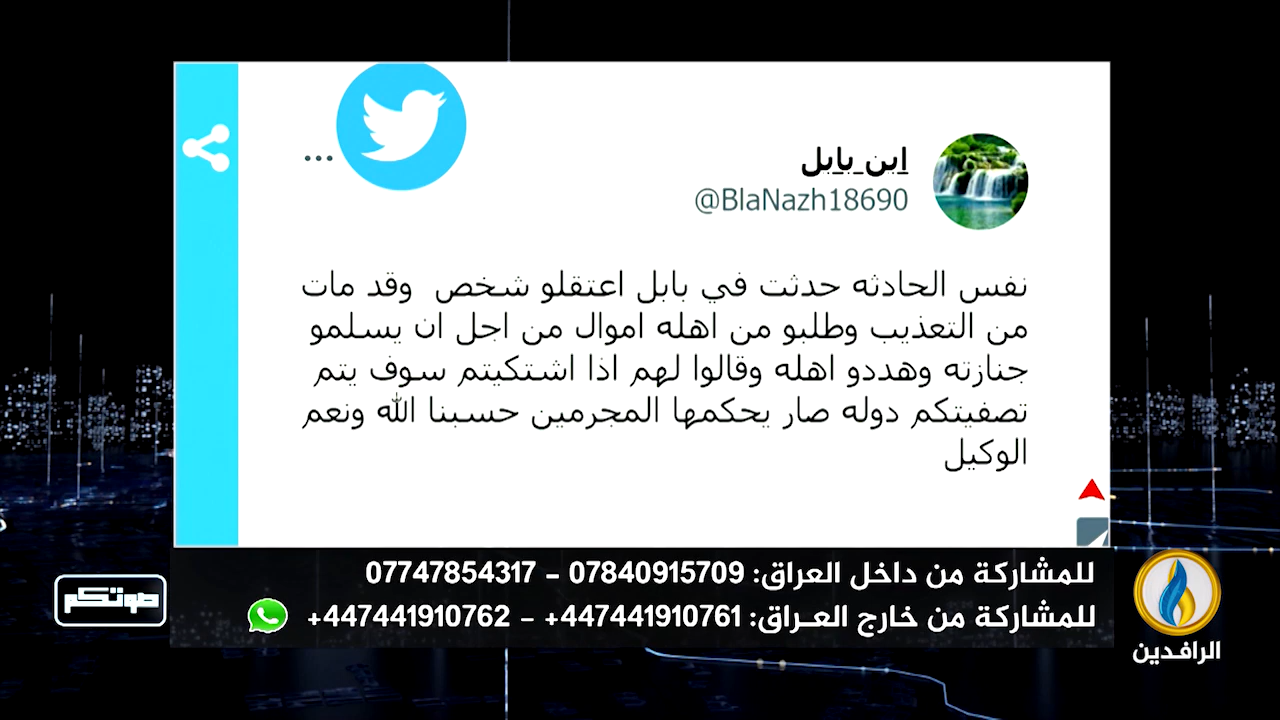 ابن_بابل
@BlaNazh18690
...
نفس الحادثه حدثت في بابل اعتقلو شخص وقد مات
من التعذيب وطلبو من اهله اموال من اجل ان يسلمو
جنازته وهددو اهله وقالوا لهم اذا اشتكيتم سوف يتم
تصفيتكم دوله صار يحكمها المجرمين حسبنا الله ونعم
الوكيل
للمشاركة من داخل العراق: 07840915709 - 07747854317
للمشاركة من خارج العـراق: 447441910761+ - 447441910762+
صوتكم
الرافدين